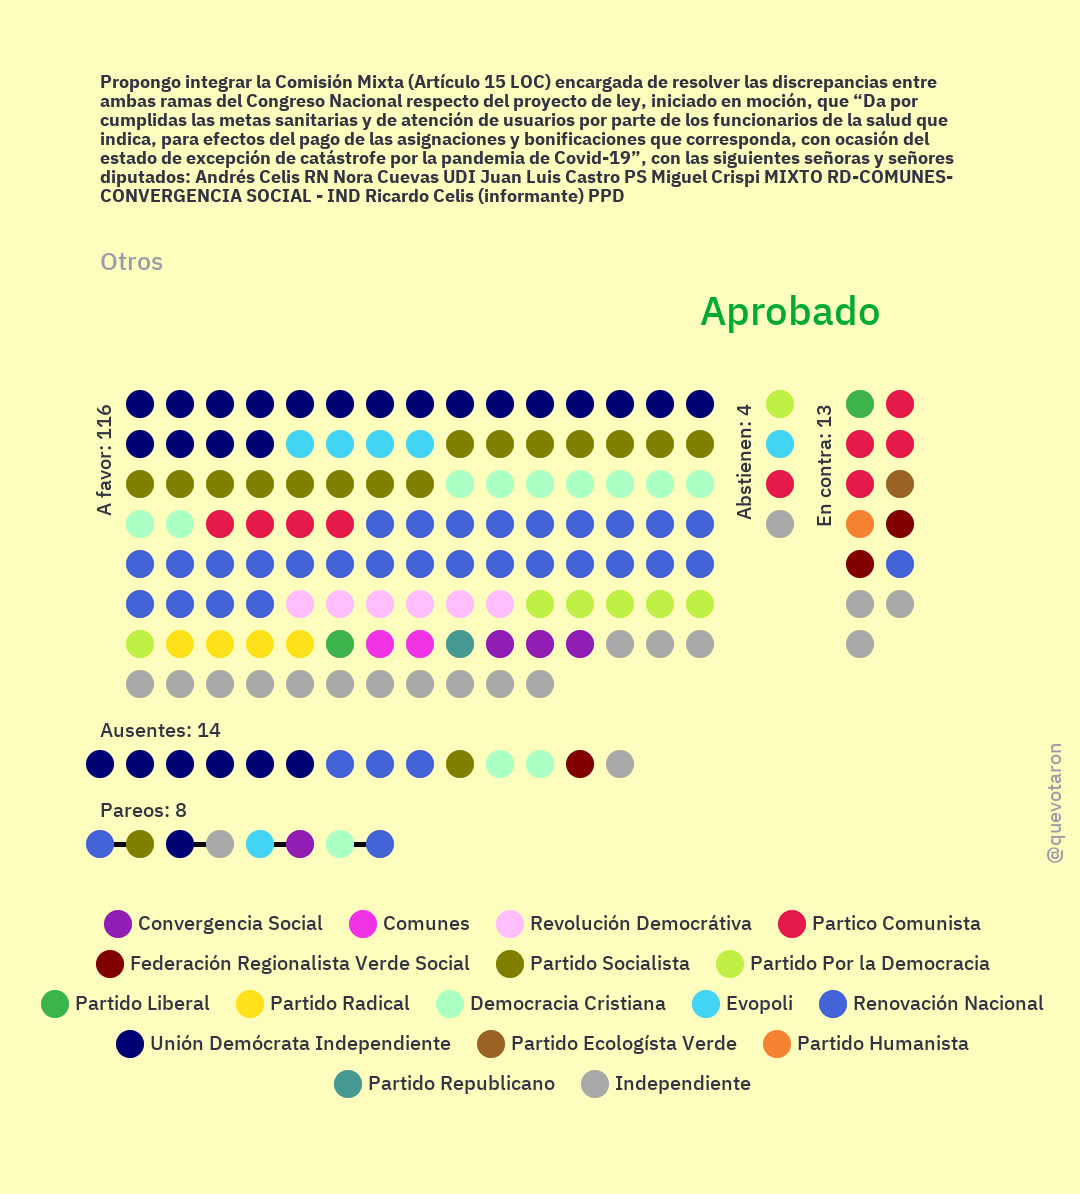 Propongo integrar la Comisión Mixta (Artículo 15 LOC) encargada de resolver las discrepancias entre
ambas ramas del Congreso Nacional respecto del proyecto de ley, iniciado en moción, que “Da por
cumplidas las metas sanitarias y de atención de usuarios por parte de los funcionarios de la salud que
indica, para efectos del pago de las asignaciones y bonificaciones que corresponda, con ocasión del
estado de excepción de catástrofe por la pandemia de Covid-19”, con las siguientes señoras y señores
diputados: Andrés Celis RN Nora Cuevas UDI Juan Luis Castro PS Miguel Crispi MIXTO RD-COMUNES-
CONVERGENCIA SOCIAL - IND Ricardo Celis (informante) PPD
Otros
Aprobado
A favor: 116
Abstienen: 4
En contra: 13
Ausentes: 14
Pareos: 8
@quevotaron
Convergencia Social Comunes Revolución Democrátiva Partico Comunista
Federación Regionalista Verde Social Partido Socialista Partido Por la Democracia
Partido Liberal Partido Radical Democracia Cristiana Evopoli Renovación Nacional
Unión Demócrata Independiente Partido Ecologísta Verde Partido Humanista
Partido Republicano Independiente